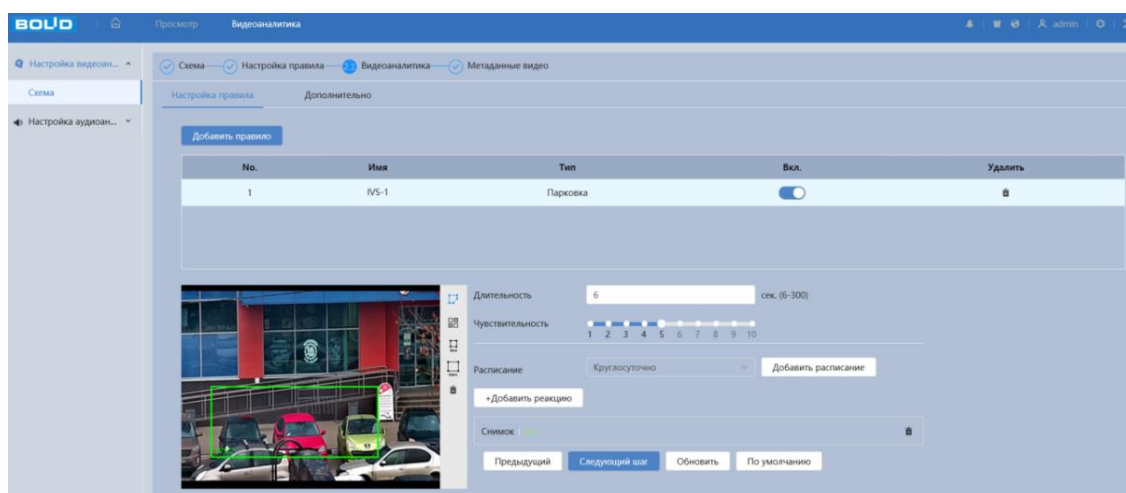 BOLID Просмотр Видеоаналитика admin
Настройка видеоан... Схема Настройка правила 2.1 Видеоаналитика Метаданные видео
Схема Настройка правила Дополнительно
Настройка аудиоан...
Добавить правило
No. Имя Тип Вкл. Удалить
1 IVS-1 Парковка
Длительность 6 сек. (6-300)
Чувствительность
1 2 3 4 5 6 7 8 9 10
Расписание Круглосуточно Добавить расписание
+Добавить реакцию
Снимок
Предыдущий Следующий шаг Обновить По умолчанию